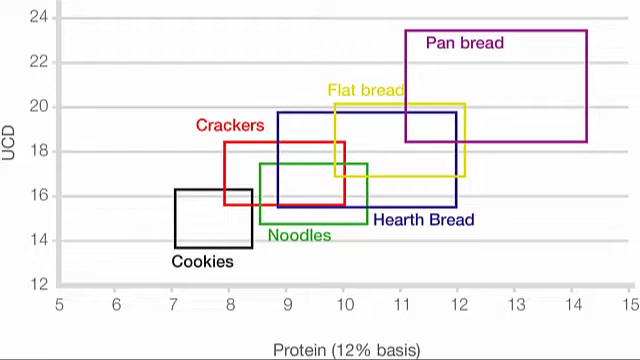 24
Pan bread
22
Flat bread
20
Crackers
18
UCD
16
Hearth Bread
Noodles
14
Cookies
12
5 6 7 8 9 10 11 12 13 14 15
Protein (12% basis)